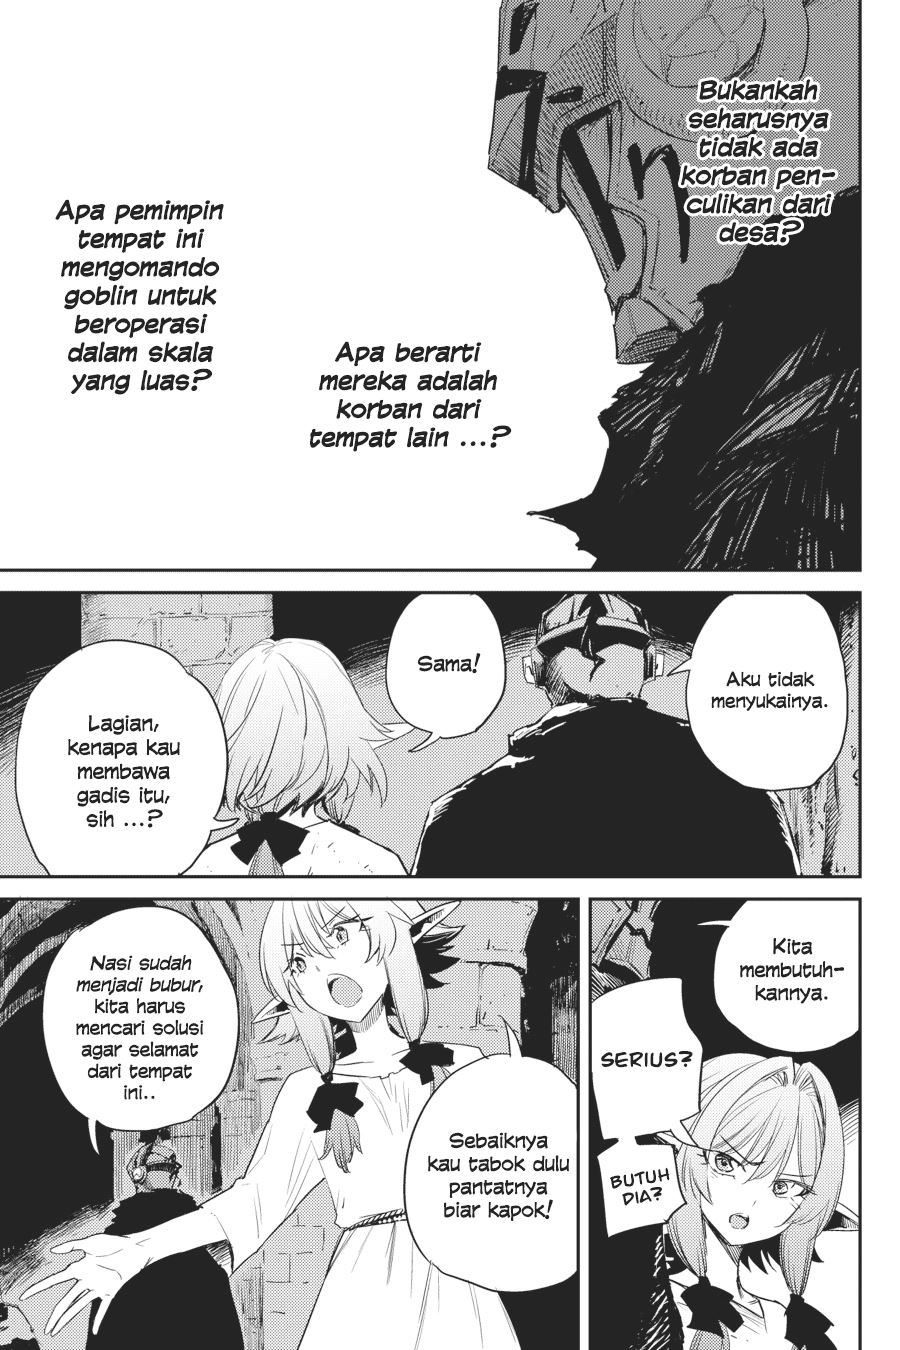 Bukankah
seharusnya
tidak ada
korban pen-
culikan dari
desa?
Apa berarti
mereka adalah
korban dari
tempat lain ...?
Apa pemimpin
tempat ini
mengomando
goblin untuk
beroperasi
dalam skala
yang luas?
Aku tidak
menyukainya.
Sama!
Lagian,
kenapa kau
membawa
gadis itu,
sih ...?
Kita
membutuh-
kannya.
SERIUS?
BUTUH
DIA?
Sebaiknya
kau tabok dulu
pantatnya
biar kapok!
Nasi sudah
menjadi bubur,
kita harus
mencari solusi
agar selamat
dari tempat
ini..